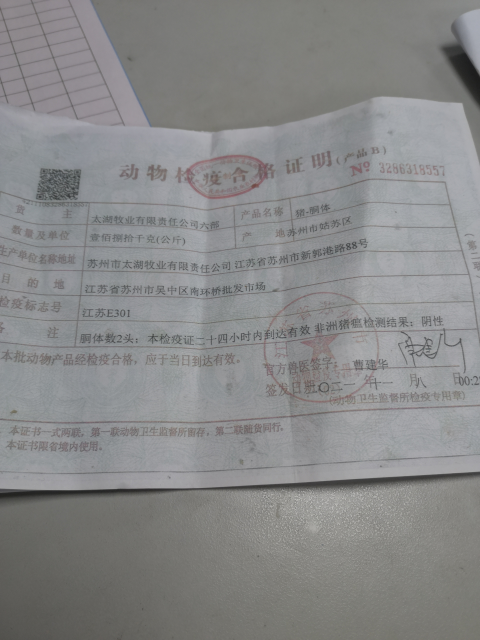 动物检疫合格证明(产品B)
№ 3286318557
货 主 太湖牧业有限责任公司六部 产品名称 猪-胴体
数量及单位 壹佰捌拾千克(公斤) 产 地 苏州市姑苏区
生产单位名称地址 苏州市太湖牧业有限责任公司 江苏省苏州市新郭港路88号
目 的 地 江苏省苏州市吴中区南环桥批发市场
检疫标志号 江苏E301
备 注 胴体数2头; 本检疫证二十四小时内到达有效 非洲猪瘟检测结果: 阴性
本批动物产品经检疫合格, 应于当日到达有效。
官方兽医签字: 曹建华
签发日期 〇二一 十一 八 00:2
(动物卫生监督所检疫专用章)
本证书一式两联, 第一联动物卫生监督所留存, 第二联随货同行。
本证书限省境内使用。
第二联